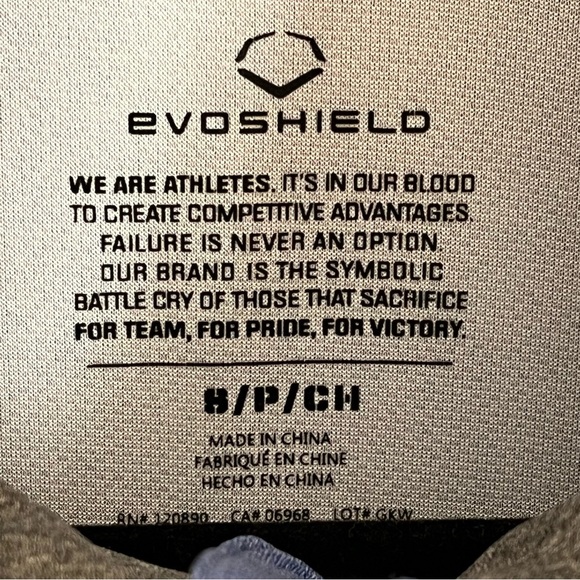 evoshield
WE ARE ATHLETES. IT'S IN OUR BLOOD
TO CREATE COMPETITIVE ADVANTAGES.
FAILURE IS NEVER AN OPTION.
OUR BRAND IS THE SYMBOLIC
BATTLE CRY OF THOSE THAT SACRIFICE
FOR TEAM, FOR PRIDE, FOR VICTORY.
S/P/CH
MADE IN CHINA
FABRIQUÉ EN CHINE
HECHO EN CHINA
RN# 120890 CA# 06968 LOT# GKW